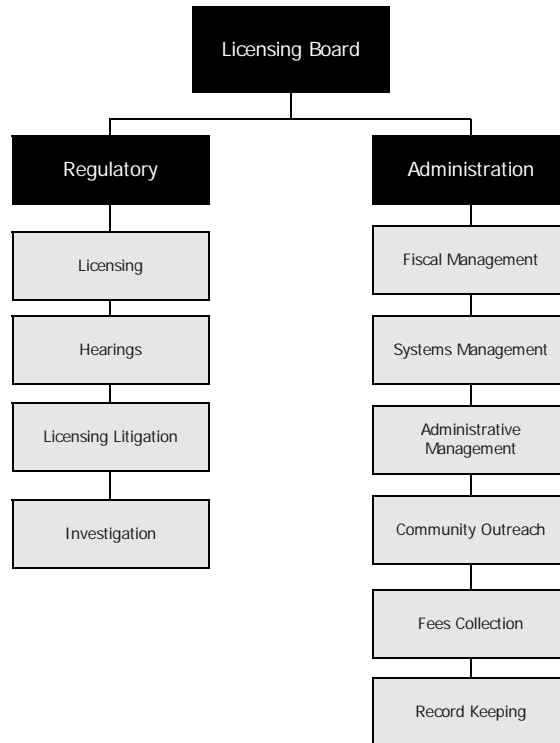 Licensing Board
Regulatory
Administration
Licensing
Hearings
Licensing Litigation
Investigation
Fiscal Management
Systems Management
Administrative
Management
Community Outreach
Fees Collection
Record Keeping